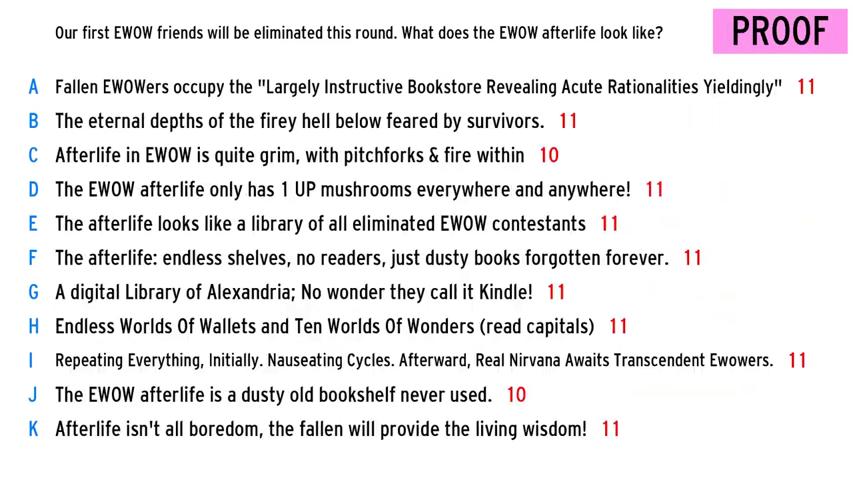 Our first EWOW friends will be eliminated this round. What does the EWOW afterlife look like?
PROOF
A Fallen EWOWers occupy the "Largely Instructive Bookstore Revealing Acute Rationalities Yieldingly" 11
B The eternal depths of the firey hell below feared by survivors. 11
C Afterlife in EWOW is quite grim, with pitchforks & fire within 10
D The EWOW afterlife only has 1 UP mushrooms everywhere and anywhere! 11
E The afterlife looks like a library of all eliminated EWOW contestants 11
F The afterlife: endless shelves, no readers, just dusty books forgotten forever. 11
G A digital Library of Alexandria; No wonder they call it Kindle! 11
H Endless Worlds Of Wallets and Ten Worlds Of Wonders (read capitals) 11
I Repeating Everything, Initially. Nauseating Cycles. Afterward, Real Nirvana Awaits Transcendent Ewowers. 11
J The EWOW afterlife is a dusty old bookshelf never used. 10
K Afterlife isn't all boredom, the fallen will provide the living wisdom! 11